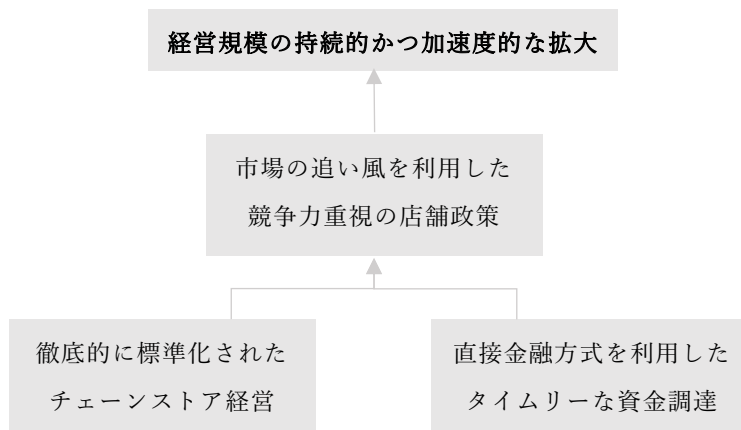 経営規模の持続的かつ加速度的な拡大
市場の追い風を利用した
競争力重視の店舗政策
徹底的に標準化された
チェーンストア経営
直接金融方式を利用した
タイムリーな資金調達